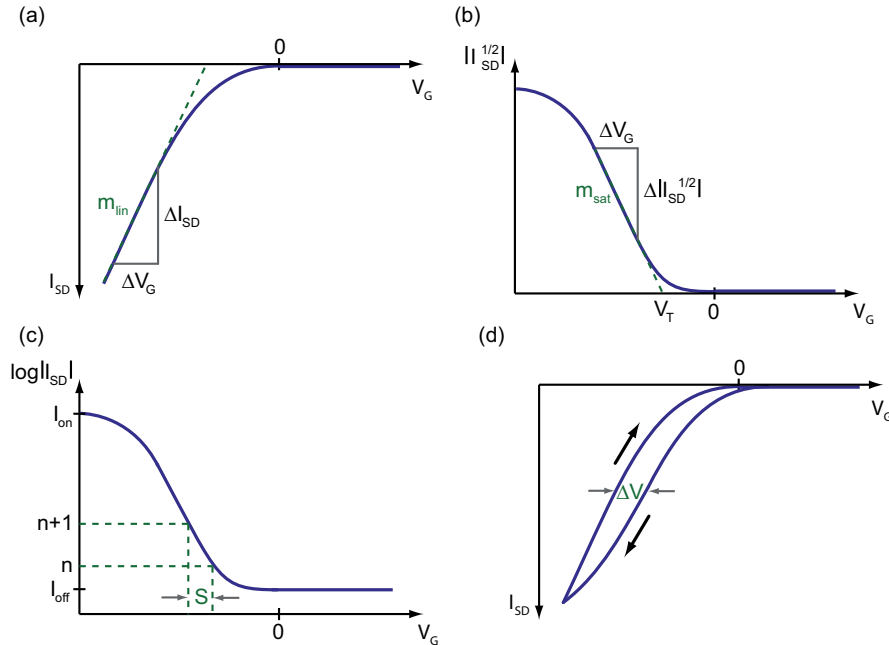 (a)
0
V_G
m_lin
ΔI_SD
ΔV_G
I_SD
(b)
|I_SD^1/2|
ΔV_G
m_sat
Δ|I_SD^1/2|
V_T
0
V_G
(c)
log|I_SD|
I_on
n+1
n
I_off
S
0
V_G
(d)
0
V_G
ΔV
I_SD